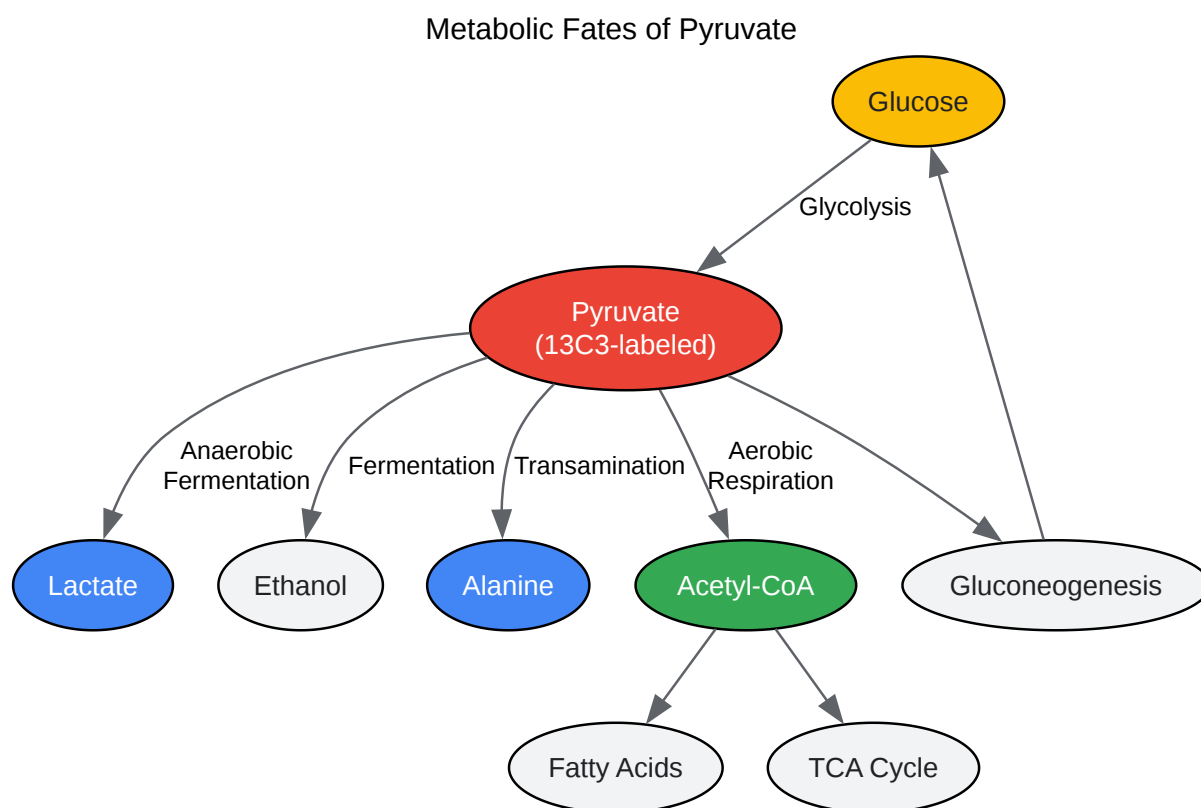 Metabolic Fates of Pyruvate
Glucose
Glycolysis
Pyruvate
(13C3-labeled)
Anaerobic
Fermentation
Fermentation
Transamination
Aerobic
Respiration
Lactate
Ethanol
Alanine
Acetyl-CoA
Gluconeogenesis
Fatty Acids
TCA Cycle